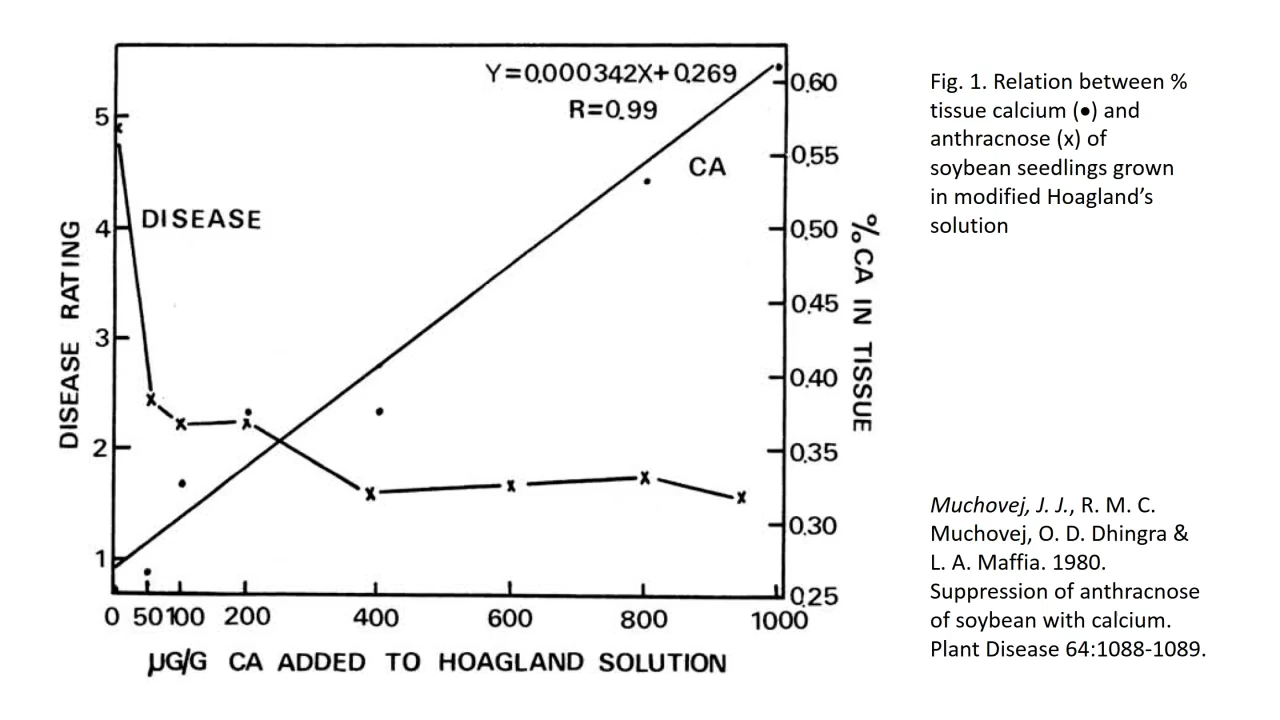 Y=0.000342X+0.269
R=0.99
CA
DISEASE
DISEASE RATING
5
4
3
2
1
0.60
0.55
0.50
0.45
0.40
0.35
0.30
0.25
% CA IN TISSUE
0 50 100 200 400 600 800 1000
µG/G CA ADDED TO HOAGLAND SOLUTION
Fig. 1. Relation between %
tissue calcium (●) and
anthracnose (x) of
soybean seedlings grown
in modified Hoagland’s
solution
Muchovej, J. J., R. M. C.
Muchovej, O. D. Dhingra &
L. A. Maffia. 1980.
Suppression of anthracnose
of soybean with calcium.
Plant Disease 64:1088-1089.